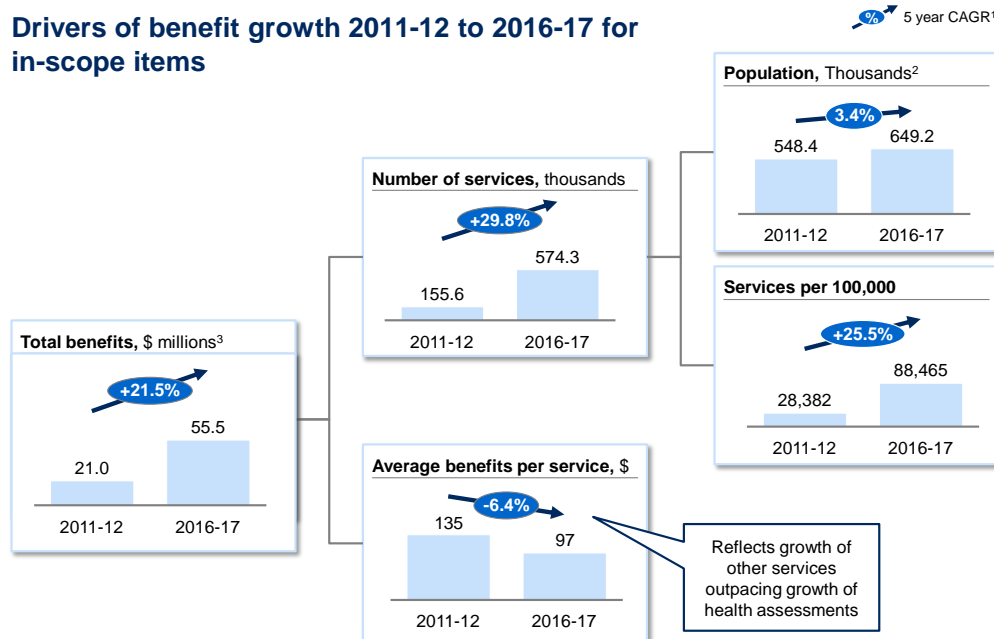 Drivers of benefit growth 2011-12 to 2016-17 for
in-scope items
% 5 year CAGR¹
Population, Thousands²
3.4%
548.4 649.2
2011-12 2016-17
Number of services, thousands
+29.8%
155.6 574.3
2011-12 2016-17
Services per 100,000
+25.5%
28,382 88,465
2011-12 2016-17
Total benefits, $ millions³
+21.5%
21.0 55.5
2011-12 2016-17
Average benefits per service, $
-6.4%
135 97
2011-12 2016-17
Reflects growth of
other services
outpacing growth of
health assessments